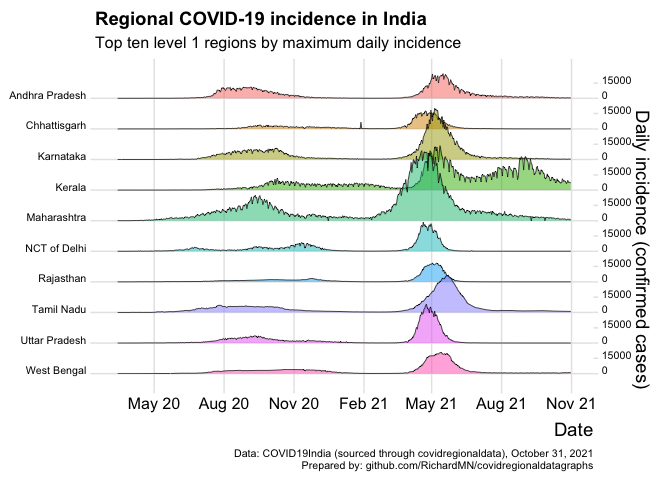 Regional COVID-19 incidence in India
Top ten level 1 regions by maximum daily incidence
Andhra Pradesh
15000
0
Chhattisgarh
15000
0
Karnataka
15000
0
Kerala
15000
0
Maharashtra
15000
0
NCT of Delhi
15000
0
Rajasthan
15000
0
Tamil Nadu
15000
0
Uttar Pradesh
15000
0
West Bengal
15000
0
Daily incidence (confirmed cases)
May 20 Aug 20 Nov 20 Feb 21 May 21 Aug 21 Nov 21
Date
Data: COVID19India (sourced through covidregionaldata), October 31, 2021
Prepared by: github.com/RichardMN/covidregionaldatagraphs